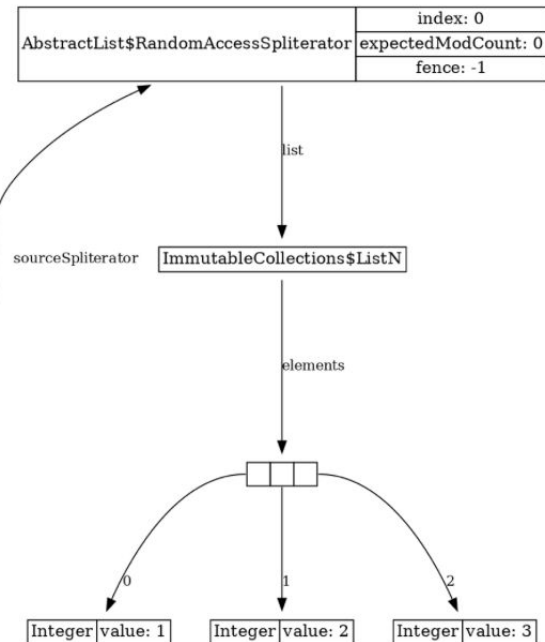 index: 0
AbstractList$RandomAccessSpliterator
expectedModCount: 0
fence: -1
list
sourceSpliterator
ImmutableCollections$ListN
elements
0
1
2
Integer value: 1
Integer value: 2
Integer value: 3